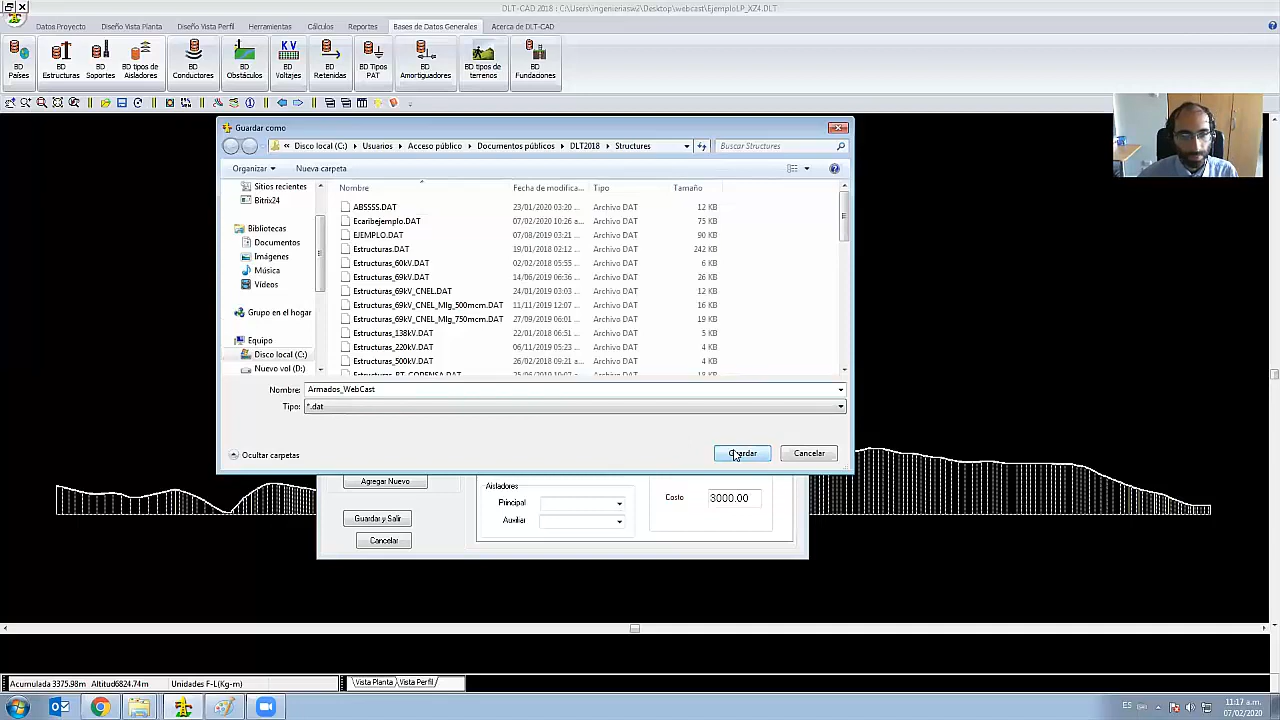 DLT-CAD 2018 : C:\Users\ingenieriasw2\Desktop\webcast\EjemploLP_XZ4.DLT
Datos Proyecto Diseño Vista Planta Diseño Vista Perfil Herramientas Cálculos Reportes Bases de Datos Generales Acerca de DLT-CAD
BD Países
BD Estructuras
BD Soportes
BD tipos de Aisladores
BD Conductores
BD Obstáculos
KV
BD Voltajes
BD Retenidas
BD Tipos PAT
BD Amortiguadores
BD tipos de terrenos
BD Fundaciones
Guardar como
« Disco local (C:) Usuarios Acceso público Documentos públicos DLT2018 Structures
Buscar Structures
Organizar Nueva carpeta
Sitios recientes
Bitrix24
Bibliotecas
Documentos
Imágenes
Música
Vídeos
Grupo en el hogar
Equipo
Disco local (C:)
Nuevo vol (D:)
Nombre Fecha de modifica... Tipo Tamaño
ABSSSS.DAT 23/01/2020 03:20 ... Archivo DAT 12 KB
Ecaribejemplo.DAT 07/02/2020 10:26 a... Archivo DAT 75 KB
EJEMPLO.DAT 07/08/2019 03:21 ... Archivo DAT 90 KB
Estructuras.DAT 19/01/2018 02:12 ... Archivo DAT 242 KB
Estructuras_60kV.DAT 02/02/2018 05:53 ... Archivo DAT 6 KB
Estructuras_69kV.DAT 14/06/2019 06:36 ... Archivo DAT 26 KB
Estructuras_69kV_CNEL.DAT 24/01/2019 03:13 ... Archivo DAT 12 KB
Estructuras_69kV_CNEL_Mlg_500mcm.DAT 11/11/2019 12:07 ... Archivo DAT 16 KB
Estructuras_69kV_CNEL_Mlg_750mcm.DAT 27/09/2019 06:01 ... Archivo DAT 19 KB
Estructuras_138kV.DAT 22/01/2018 06:51 ... Archivo DAT 5 KB
Estructuras_220kV.DAT 06/11/2019 05:23 ... Archivo DAT 4 KB
Estructuras_500kV.DAT 26/02/2018 09:21 a... Archivo DAT 4 KB
Nombre: Armados_WebCast
Tipo: *.dat
Ocultar carpetas
Guardar Cancelar
Agregar Nuevo
Guardar y Salir
Cancelar
Aisladores
Principal
Auxiliar
Costo 3000.00
Acumulada 3375.98m Altitud6824.74m Unidades F-L(Kg-m)
Vista Planta Vista Perfil
ES
11:17 a.m.
07/02/2020